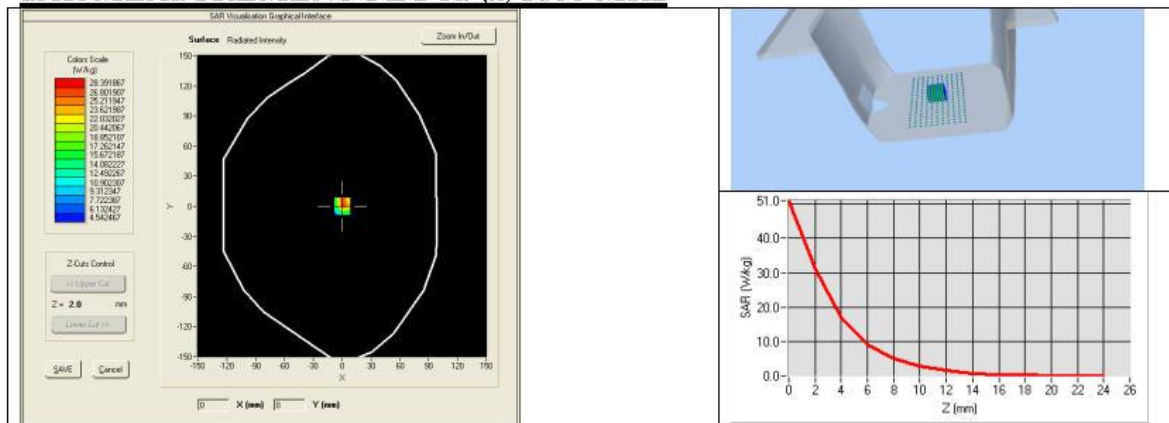 SAR Visualisation Graphical Interface
Surface Radiated Intensity
Zoom In/Out
Colors Scale
(W/kg)
28.391867
26.801907
25.211947
23.621987
22.032027
20.442067
18.852107
17.262147
15.672187
14.082227
12.492267
10.902307
9.312347
7.722387
6.132427
4.542467
Z-Cuts Control
<< Upper Cut
Z = 2.0 mm
Lower Cut >>
SAVE Cancel
150
120
90
60
30
0
-30
-60
-90
-120
-150
Y
-150 -120 -90 -60 -30 0 30 60 90 120 150
X
0 X (mm) 0 Y (mm)
51.0
40.0
30.0
20.0
10.0
0.0
SAR (W/kg)
0 2 4 6 8 10 12 14 16 18 20 22 24 26
Z (mm)